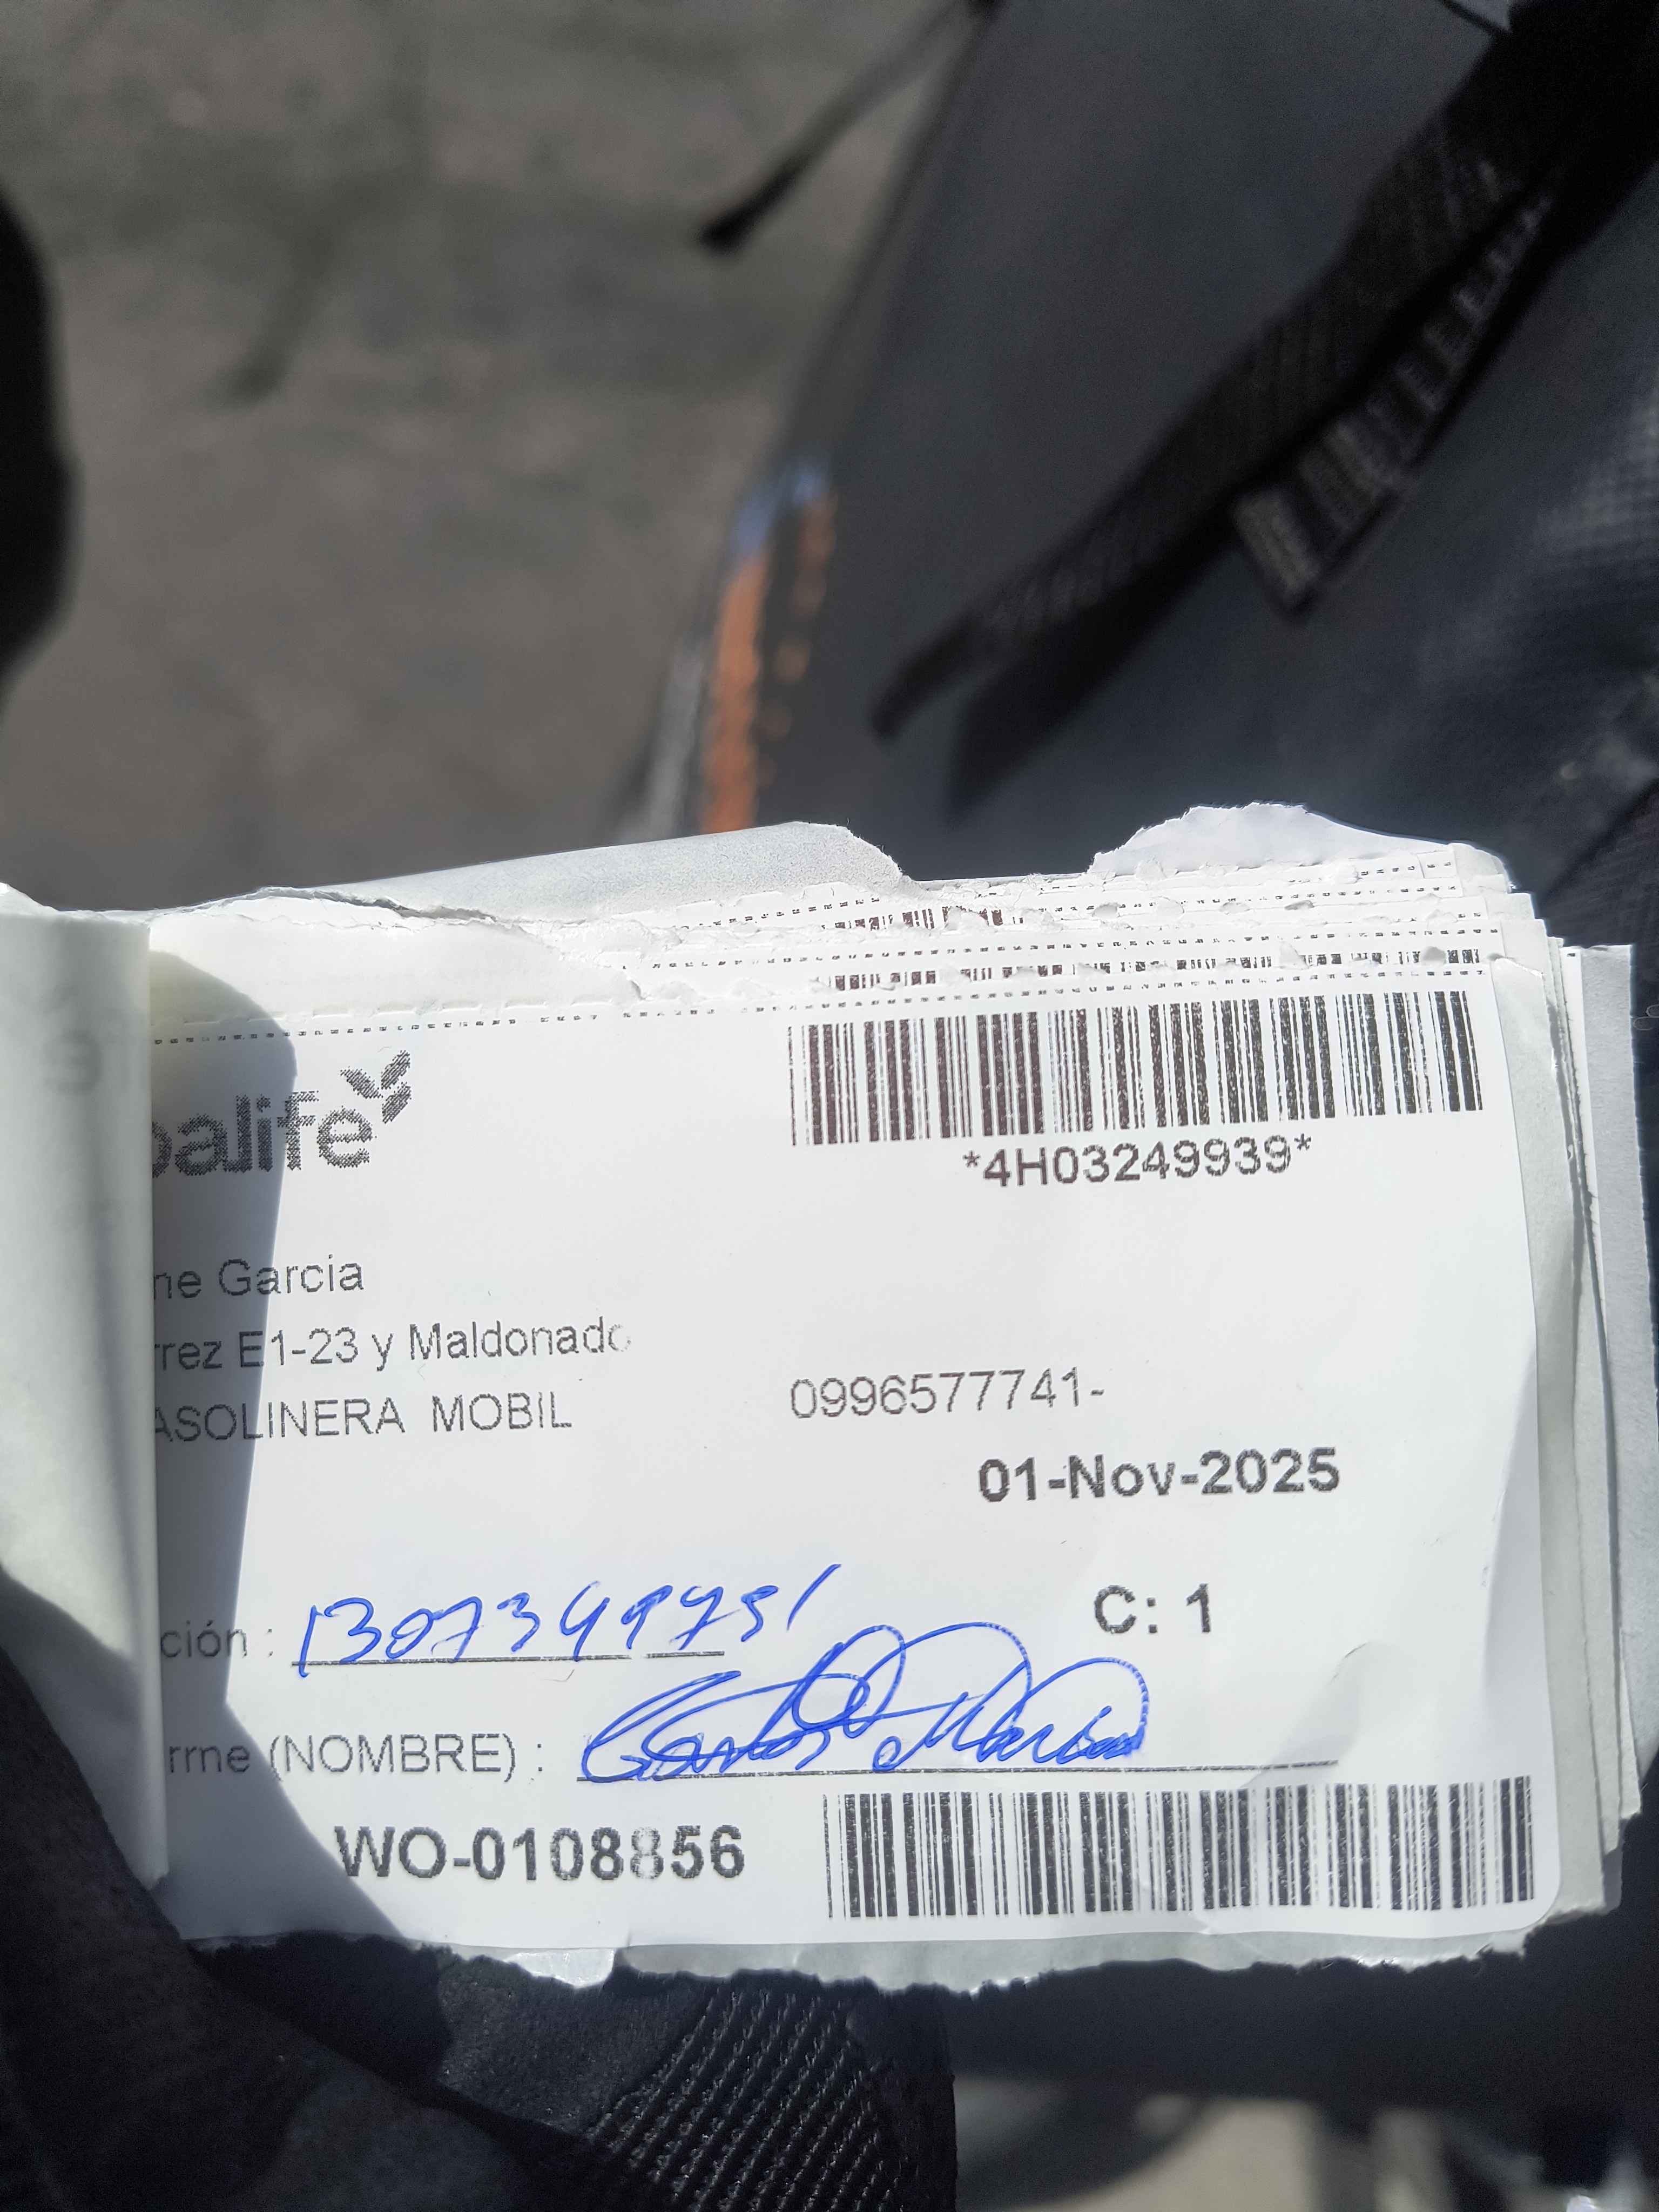 balife
*4H03249939*
ne Garcia
rrez E1-23 y Maldonado
ASOLINERA MOBIL
0996577741-
01-Nov-2025
C: 1
ción : 1307349751
rme (NOMBRE) :
WO-0108856